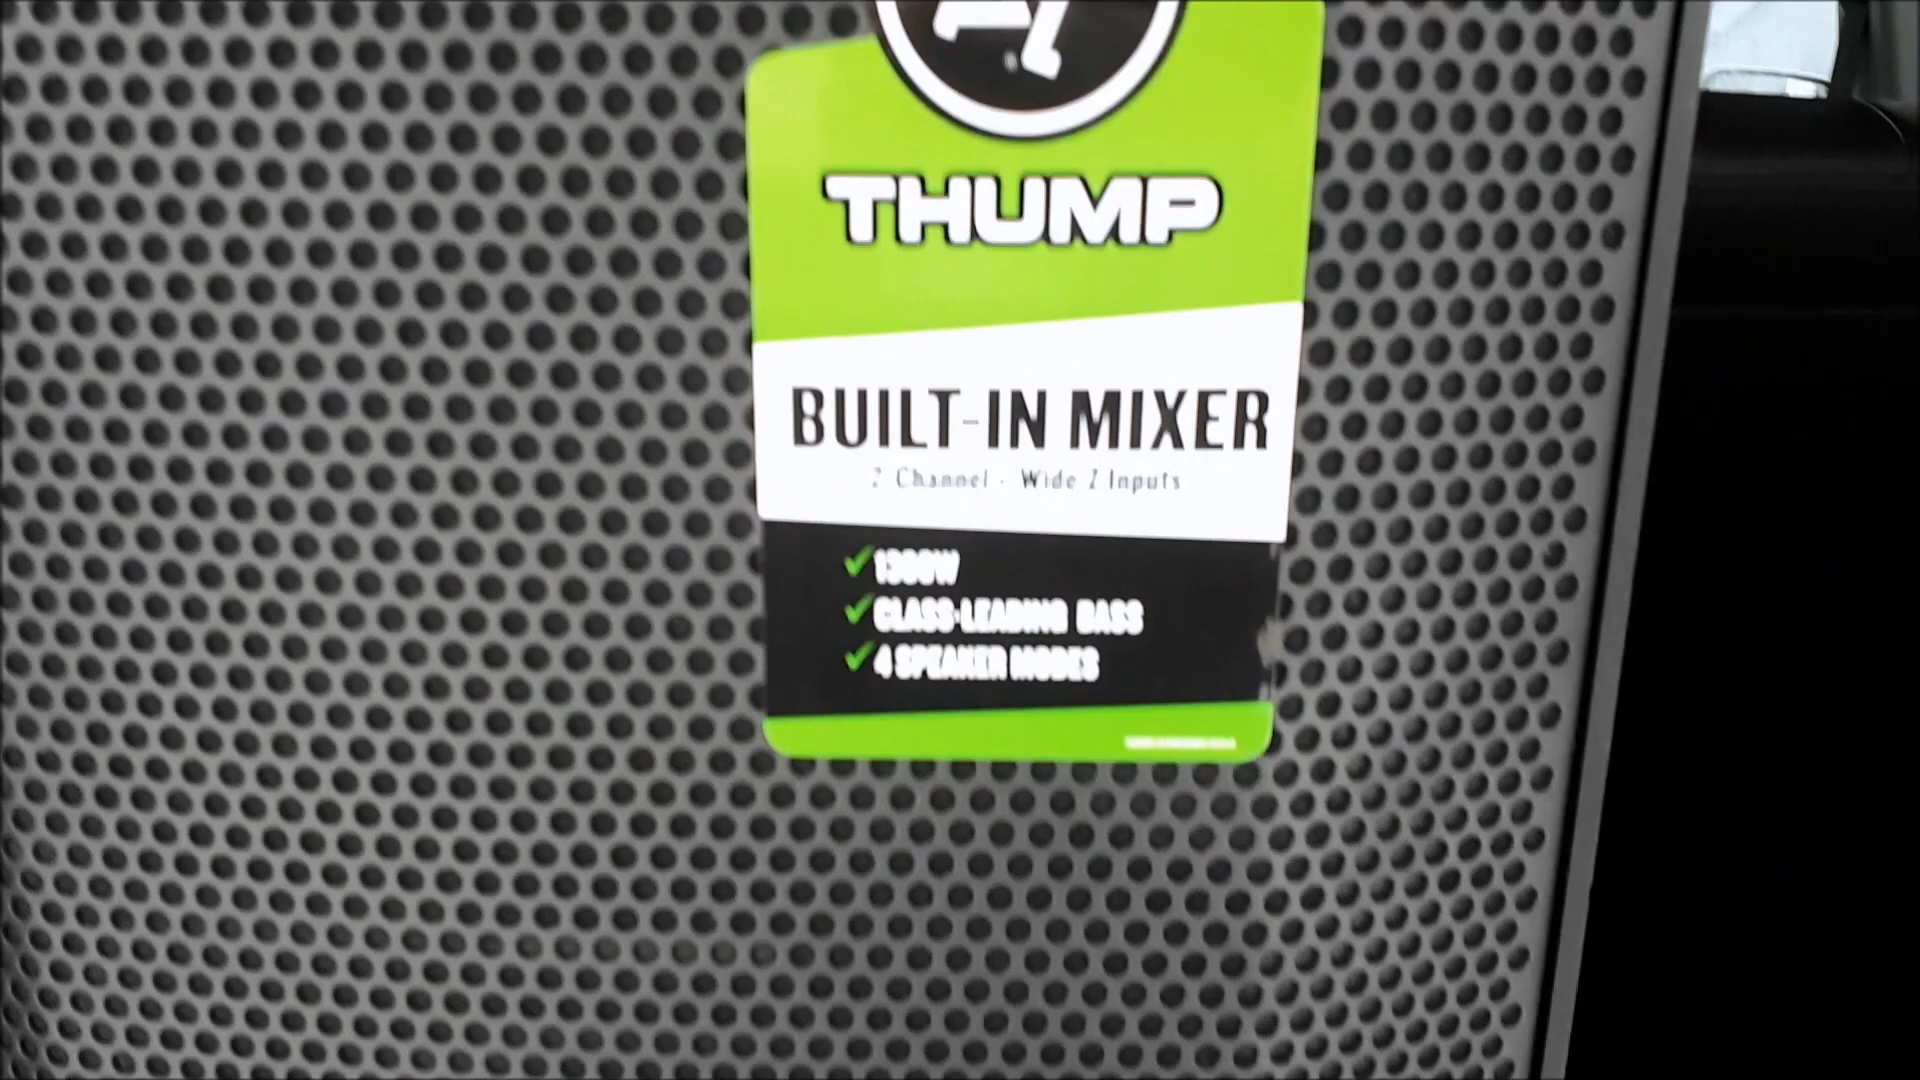 THUMP
BUILT-IN MIXER
2 Channel - Wide Z Inputs
1300W
CLASS-LEADING BASS
4 SPEAKER MODES